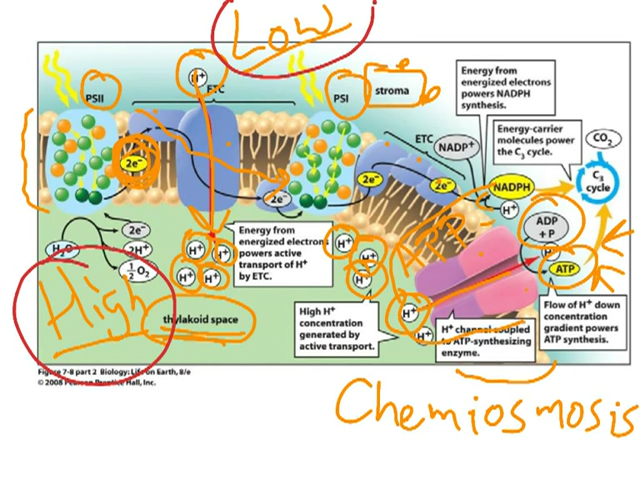 Low
H+
ETC
PSII
PSI
stroma
Energy from
energized electrons
powers NADPH
synthesis.
ETC
NADP+
Energy-carrier
molecules power
the C3 cycle.
CO2
2e-
2e-
2e-
2e-
NADPH
H+
C3
cycle
H2O
2e-
2H+
½O2
H+
H+
H+
H+
Energy from
energized electrons
powers active
transport of H+
by ETC.
H+
H+
H+
H+
H+
ADP
+ P
ATP
High
thylakoid space
High H+
concentration
generated by
active transport.
H+ channel coupled
to ATP-synthesizing
enzyme.
Flow of H+ down
concentration
gradient powers
ATP synthesis.
Figure 7-8 part 2 Biology: Life on Earth, 8/e
© 2008 Pearson Prentice Hall, Inc.
Chemiosmosis